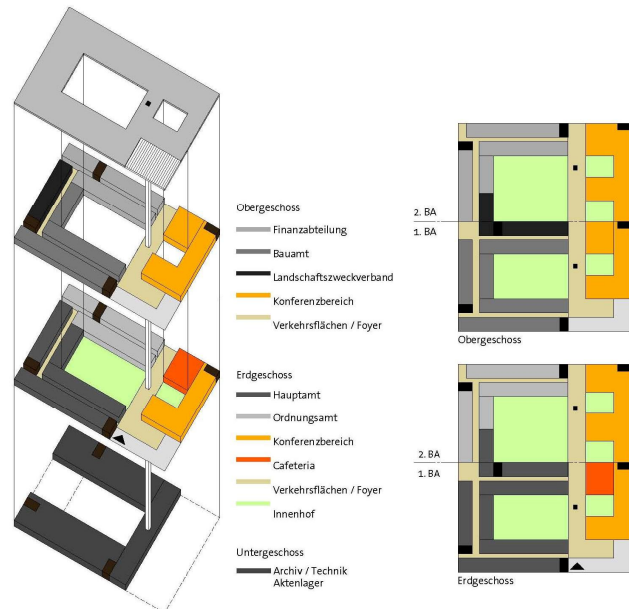 Obergeschoss
Finanzabteilung
Bauamt
Landschaftszweckverband
Konferenzbereich
Verkehrsflächen / Foyer
Erdgeschoss
Hauptamt
Ordnungsamt
Konferenzbereich
Cafeteria
Verkehrsflächen / Foyer
Innenhof
Untergeschoss
Archiv / Technik
Aktenlager
2. BA
1. BA
Obergeschoss
2. BA
1. BA
Erdgeschoss